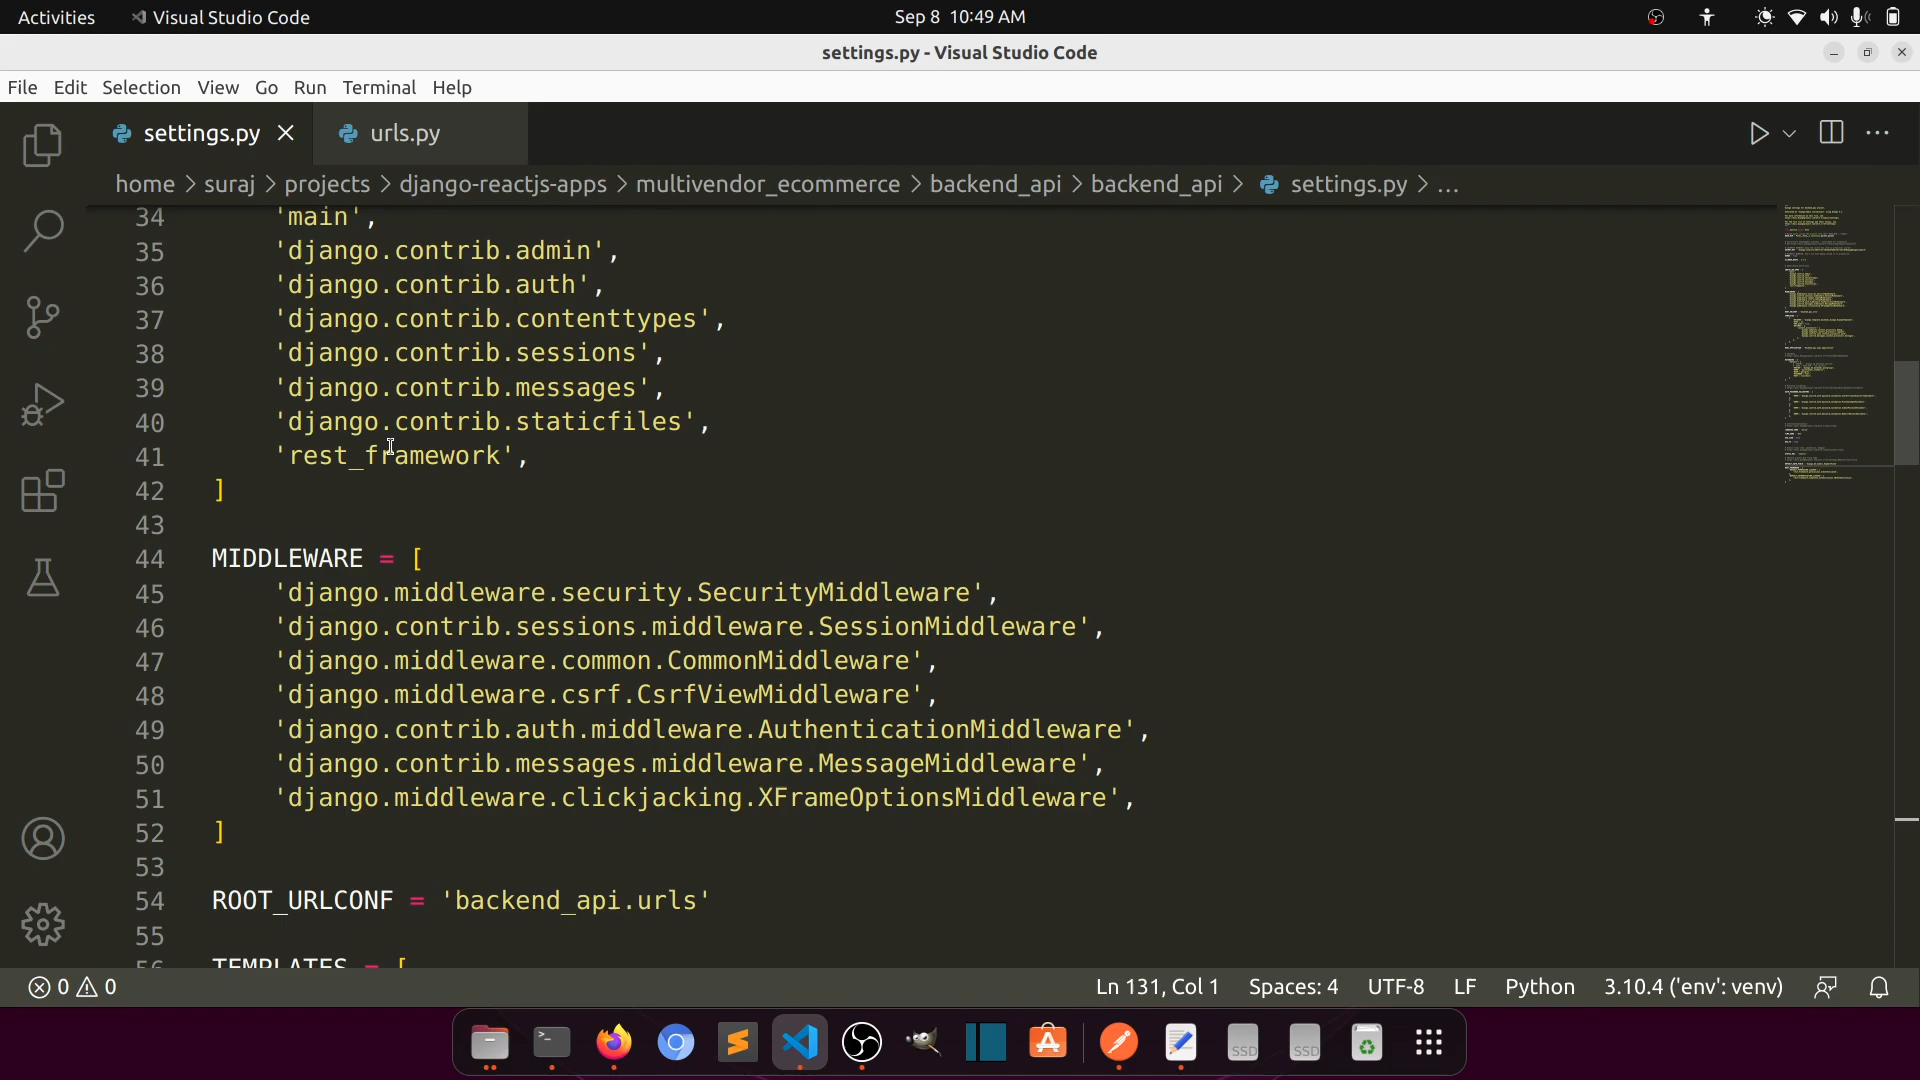 Activities Visual Studio Code Sep 8 10:49 AM
settings.py - Visual Studio Code
File Edit Selection View Go Run Terminal Help
settings.py urls.py
home > suraj > projects > django-reactjs-apps > multivendor_ecommerce > backend_api > backend_api > settings.py > ...
34 'main',
35 'django.contrib.admin',
36 'django.contrib.auth',
37 'django.contrib.contenttypes',
38 'django.contrib.sessions',
39 'django.contrib.messages',
40 'django.contrib.staticfiles',
41 'rest_framework',
42 ]
43
44 MIDDLEWARE = [
45 'django.middleware.security.SecurityMiddleware',
46 'django.contrib.sessions.middleware.SessionMiddleware',
47 'django.middleware.common.CommonMiddleware',
48 'django.middleware.csrf.CsrfViewMiddleware',
49 'django.contrib.auth.middleware.AuthenticationMiddleware',
50 'django.contrib.messages.middleware.MessageMiddleware',
51 'django.middleware.clickjacking.XFrameOptionsMiddleware',
52 ]
53
54 ROOT_URLCONF = 'backend_api.urls'
55
56 TEMPLATES = [
0 0 Ln 131, Col 1 Spaces: 4 UTF-8 LF Python 3.10.4 ('env': venv)
SSD SSD